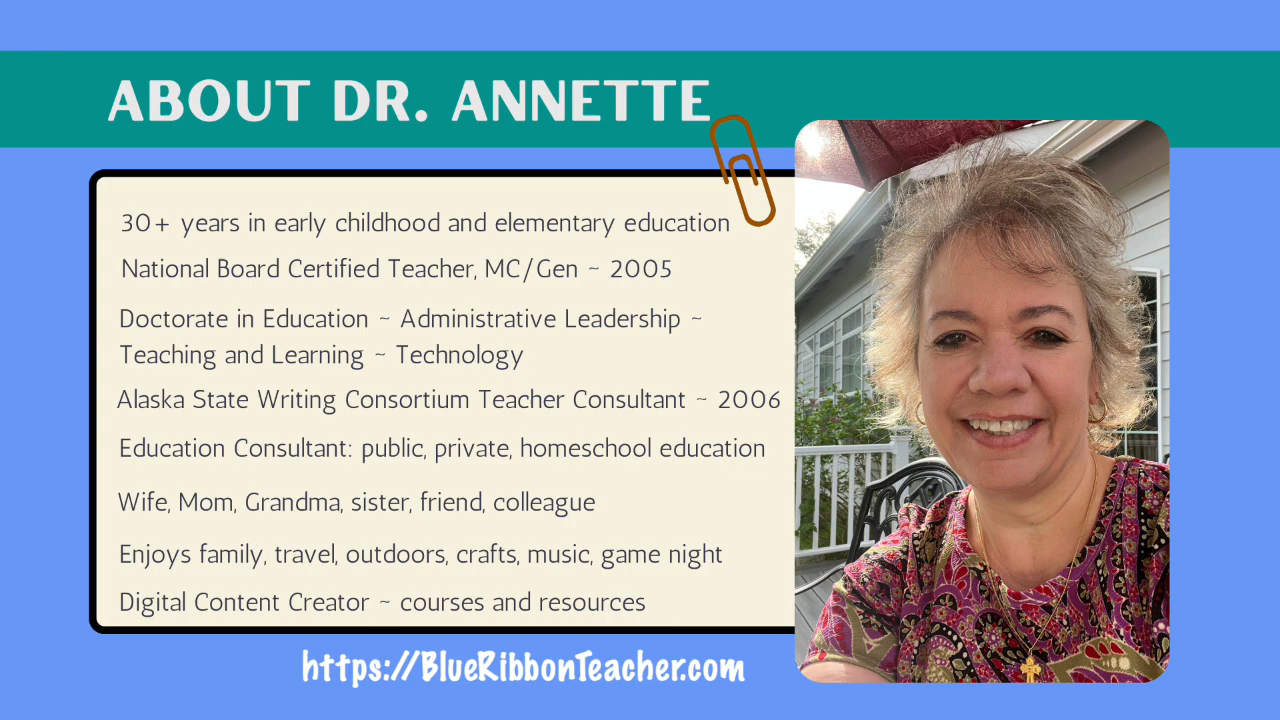 ABOUT DR. ANNETTE
30+ years in early childhood and elementary education
National Board Certified Teacher, MC/Gen ~ 2005
Doctorate in Education ~ Administrative Leadership ~
Teaching and Learning ~ Technology
Alaska State Writing Consortium Teacher Consultant ~ 2006
Education Consultant: public, private, homeschool education
Wife, Mom, Grandma, sister, friend, colleague
Enjoys family, travel, outdoors, crafts, music, game night
Digital Content Creator ~ courses and resources
https://BlueRibbonTeacher.com